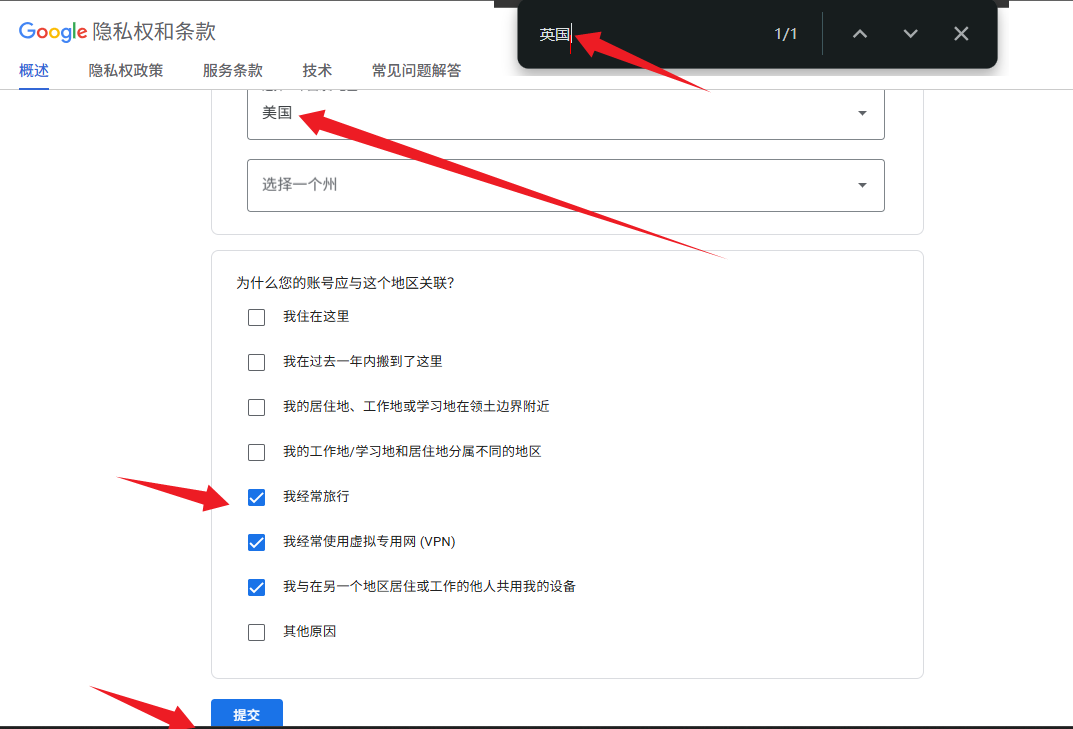 Google 隐私权和条款
英国
1/1
概述 隐私权政策 服务条款 技术 常见问题解答
美国
选择一个州
为什么您的账号应与这个地区关联？
我住在这里
我在过去一年内搬到了这里
我的居住地、工作地或学习地在领土边界附近
我的工作地/学习地和居住地分属不同的地区
我经常旅行
我经常使用虚拟专用网 (VPN)
我与在另一个地区居住或工作的他人共用我的设备
其他原因
提交